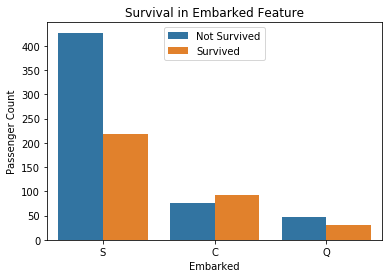 Survival in Embarked Feature
Not Survived
Survived
Passenger Count
400
350
300
250
200
150
100
50
0
S C Q
Embarked